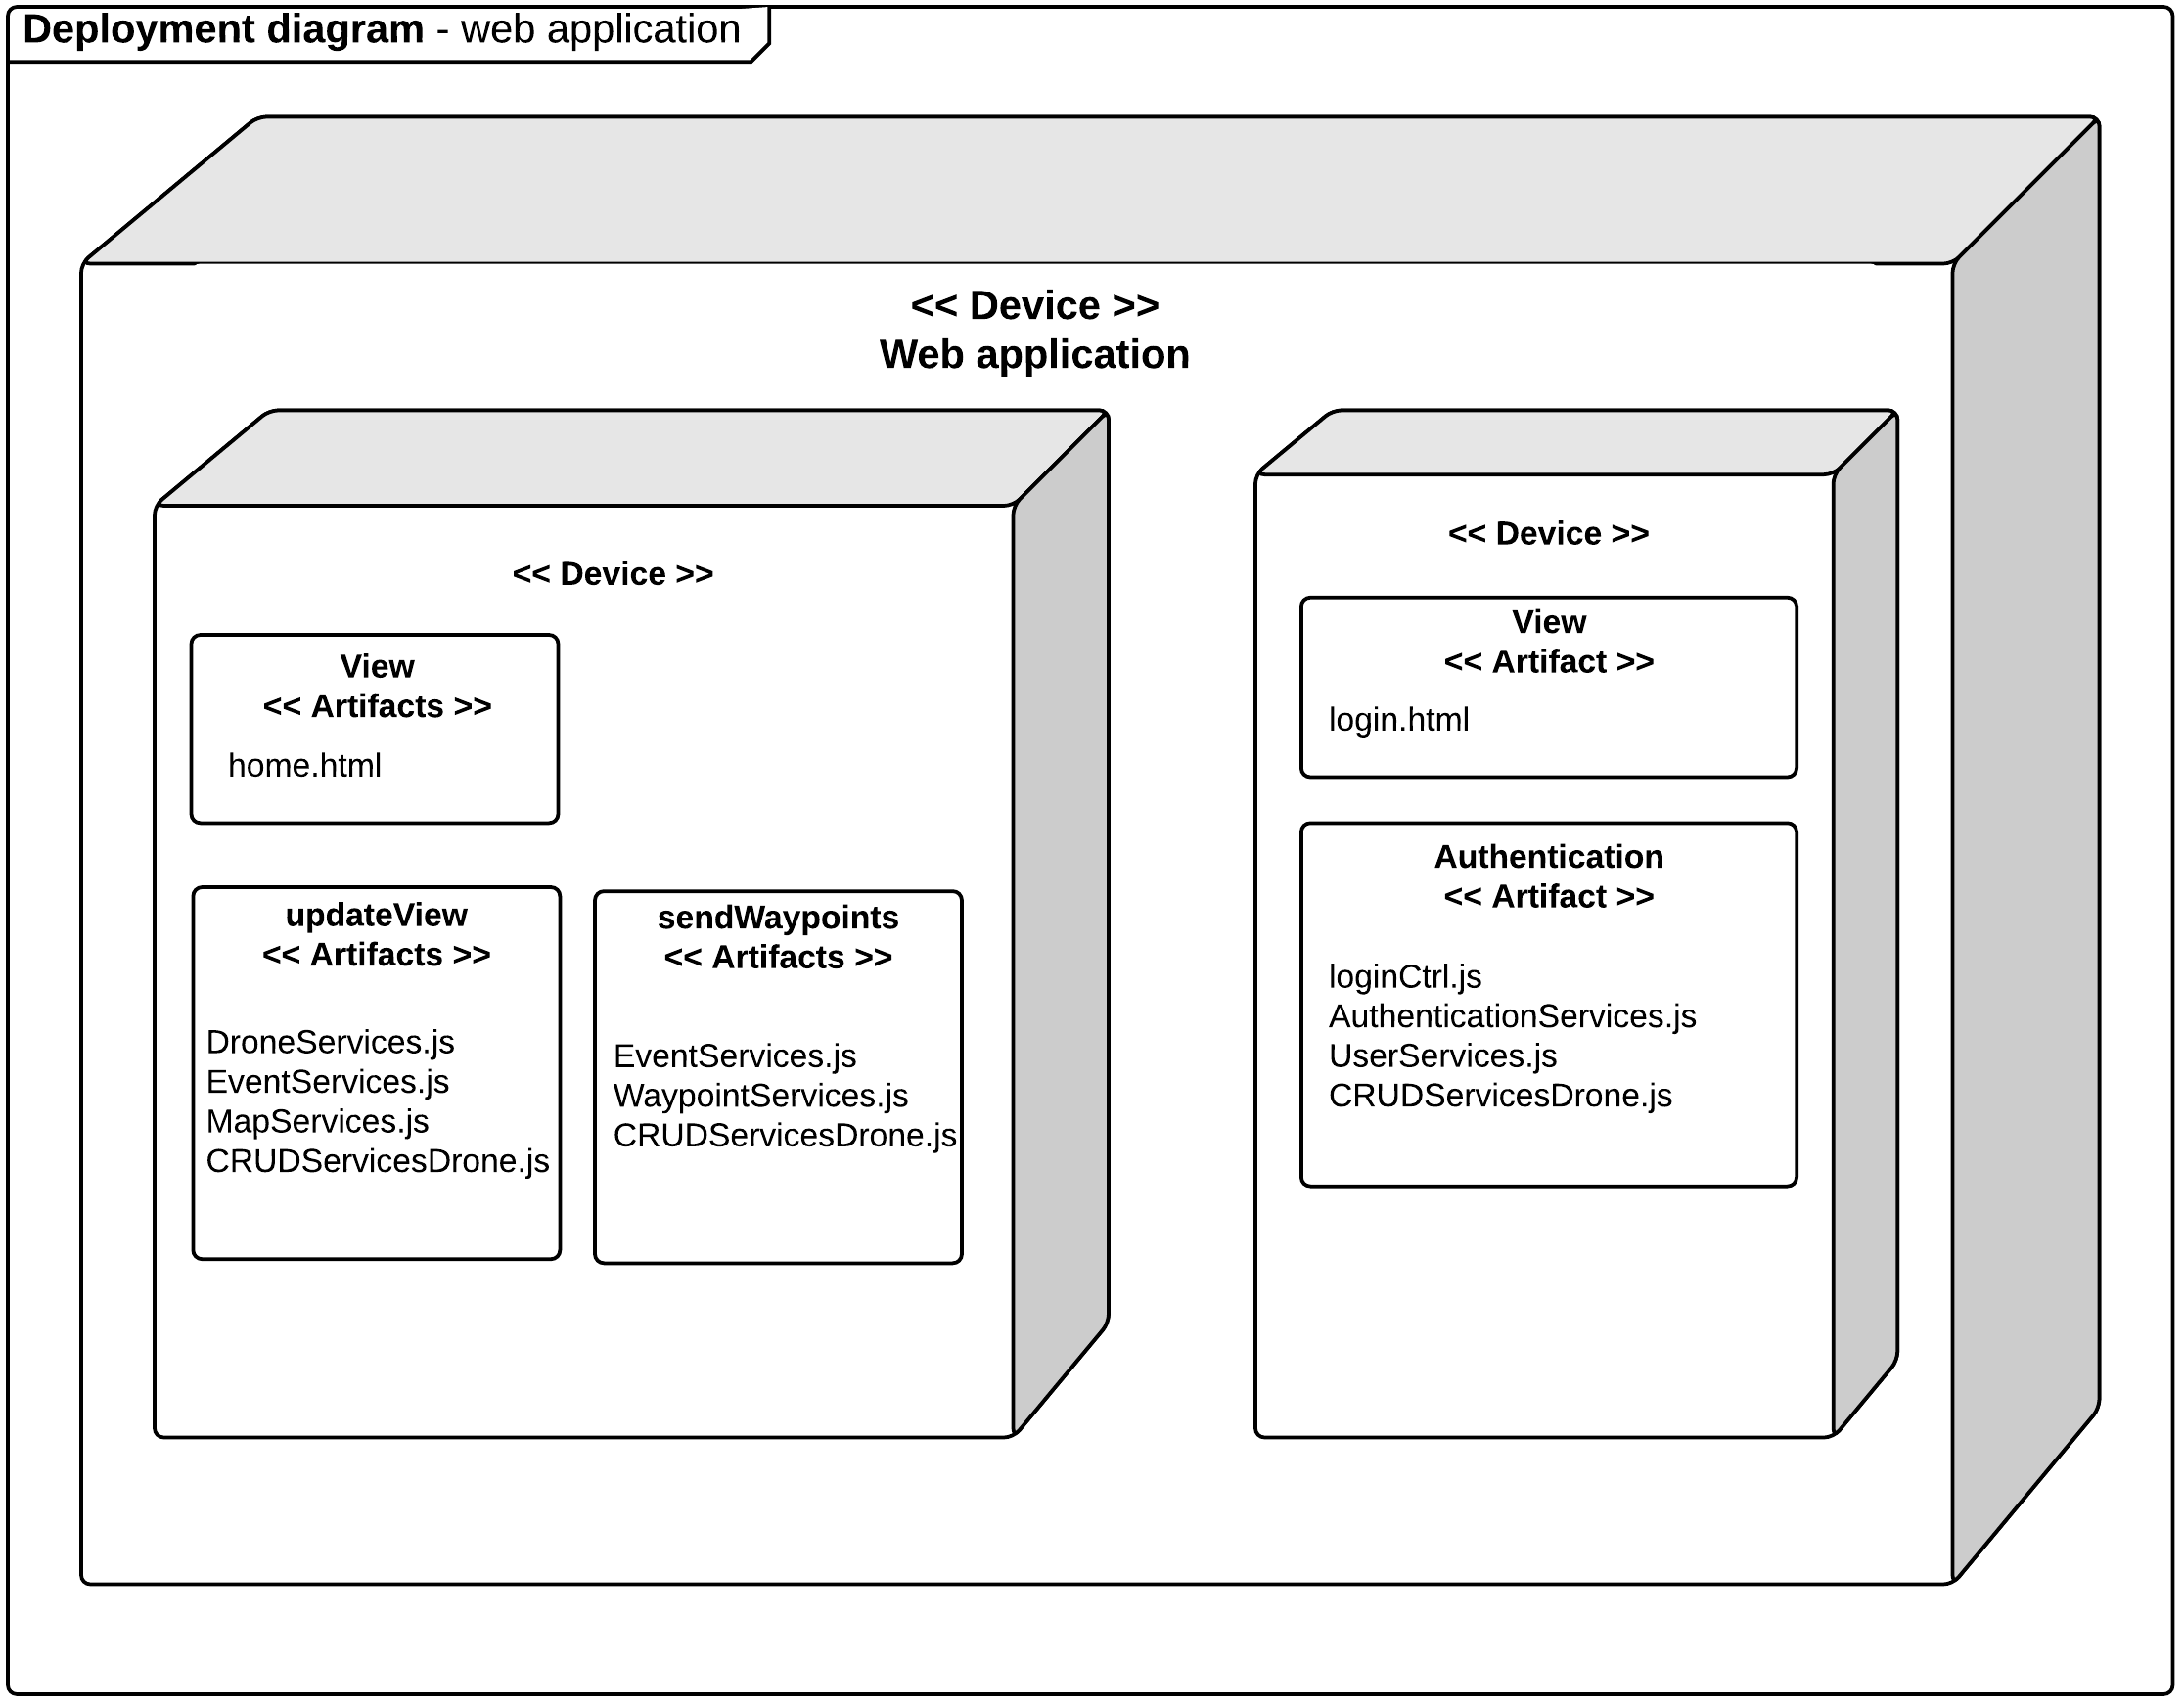 Deployment diagram - web application
<< Device >>
Web application
<< Device >>
View
<< Artifacts >>
home.html
updateView
<< Artifacts >>
DroneServices.js
EventServices.js
MapServices.js
CRUDServicesDrone.js
sendWaypoints
<< Artifacts >>
EventServices.js
WaypointServices.js
CRUDServicesDrone.js
<< Device >>
View
<< Artifact >>
login.html
Authentication
<< Artifact >>
loginCtrl.js
AuthenticationServices.js
UserServices.js
CRUDServicesDrone.js